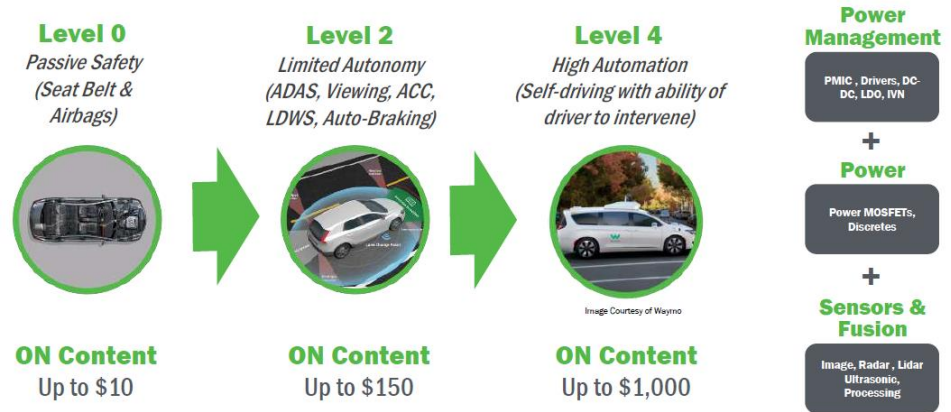 Level 0
Passive Safety
(Seat Belt &
Airbags)
ON Content
Up to $10
Level 2
Limited Autonomy
(ADAS, Viewing, ACC,
LDWS, Auto-Braking)
Lane Change Assist
ON Content
Up to $150
Level 4
High Automation
(Self-driving with ability of
driver to intervene)
Image Courtesy of Waymo
ON Content
Up to $1,000
Power
Management
PMIC , Drivers, DC-
DC, LDO, IVN
+
Power
Power MOSFETs,
Discretes
+
Sensors &
Fusion
Image, Radar , Lidar
Ultrasonic,
Processing